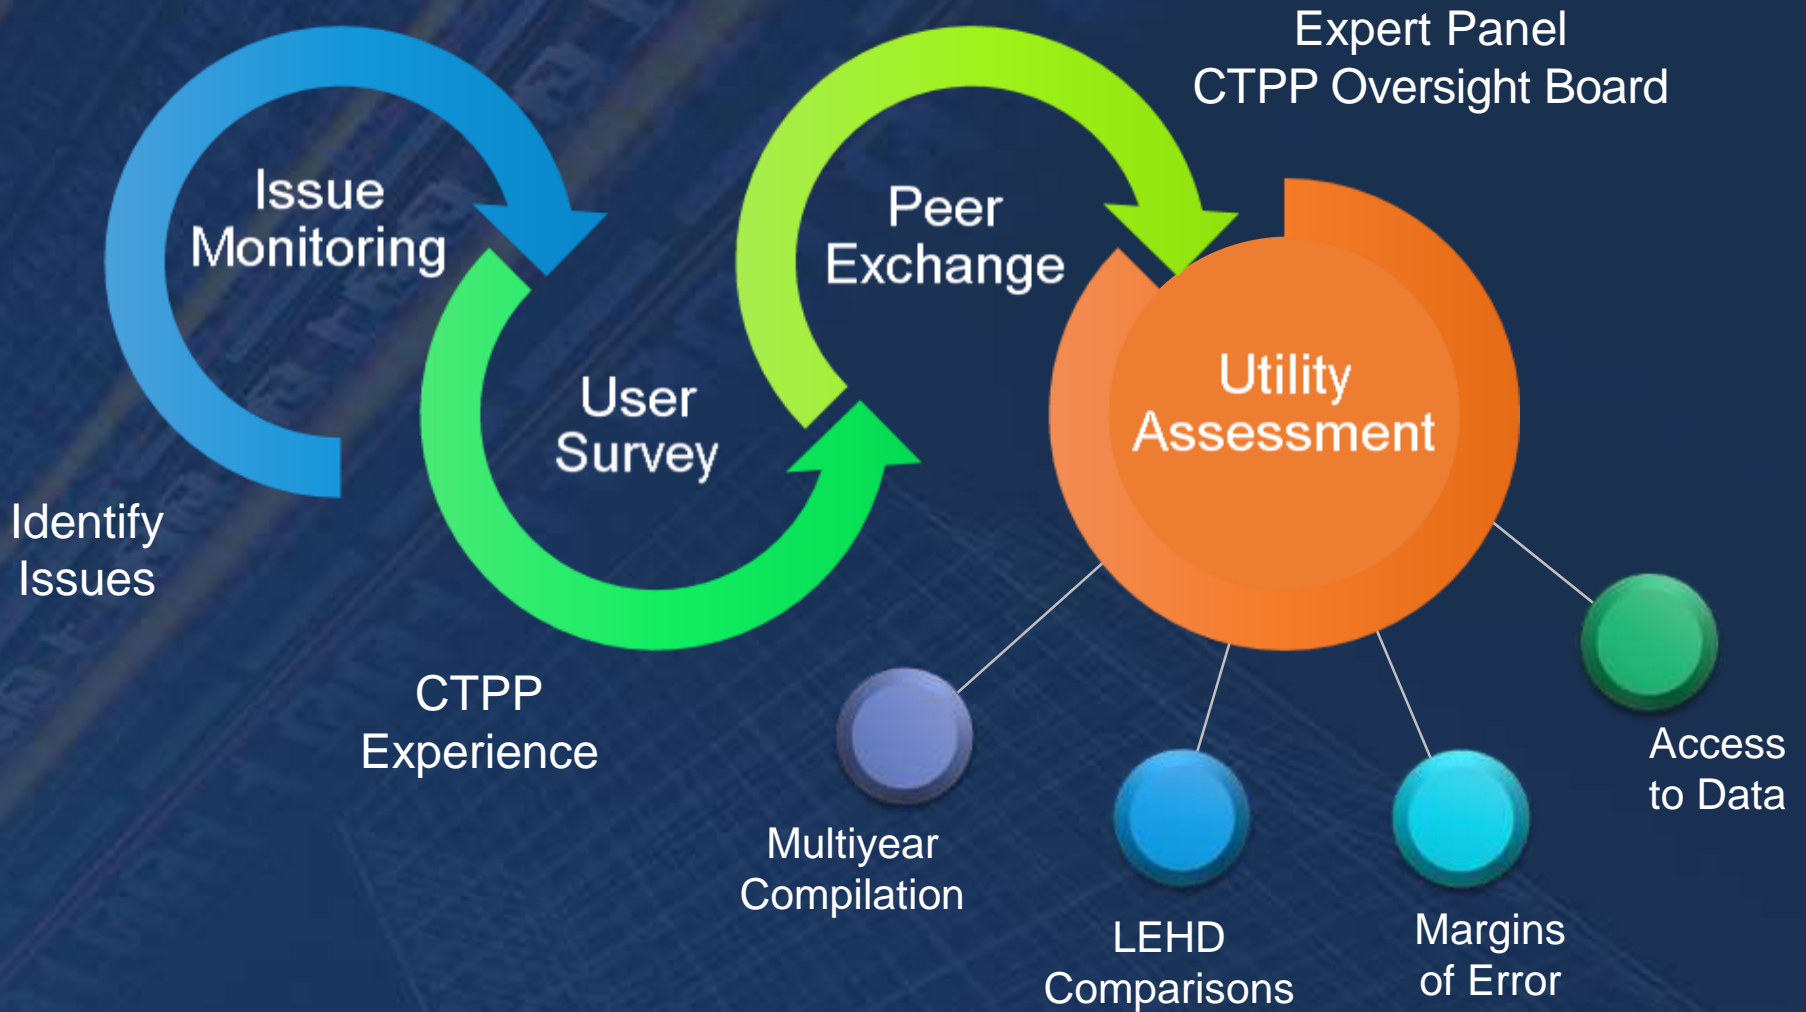 Expert Panel
CTPP Oversight Board
Issue
Monitoring
Peer
Exchange
User
Survey
Utility
Assessment
Identify
Issues
CTPP
Experience
Multiyear
Compilation
LEHD
Comparisons
Margins
of Error
Access
to Data